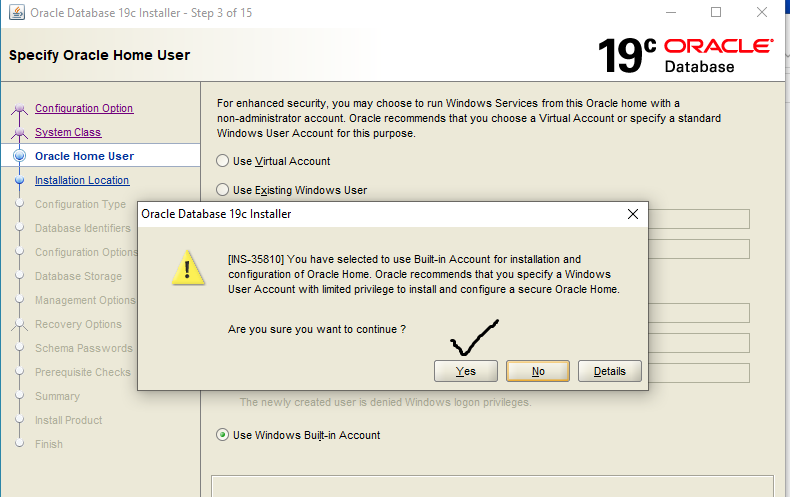 Oracle Database 19c Installer - Step 3 of 15
Specify Oracle Home User
19c ORACLE
Database
Configuration Option
System Class
Oracle Home User
Installation Location
Configuration Type
Database Identifiers
Configuration Options
Database Storage
Management Options
Recovery Options
Schema Passwords
Prerequisite Checks
Summary
Install Product
Finish
For enhanced security, you may choose to run Windows Services from this Oracle home with a
non-administrator account. Oracle recommends that you choose a Virtual Account or specify a standard
Windows User Account for this purpose.
Use Virtual Account
Use Existing Windows User
Oracle Database 19c Installer
[INS-35810] You have selected to use Built-in Account for installation and
configuration of Oracle Home. Oracle recommends that you specify a Windows
User Account with limited privilege to install and configure a secure Oracle Home.
Are you sure you want to continue ?
Yes No Details
The newly created user is denied Windows logon privileges.
Use Windows Built-in Account